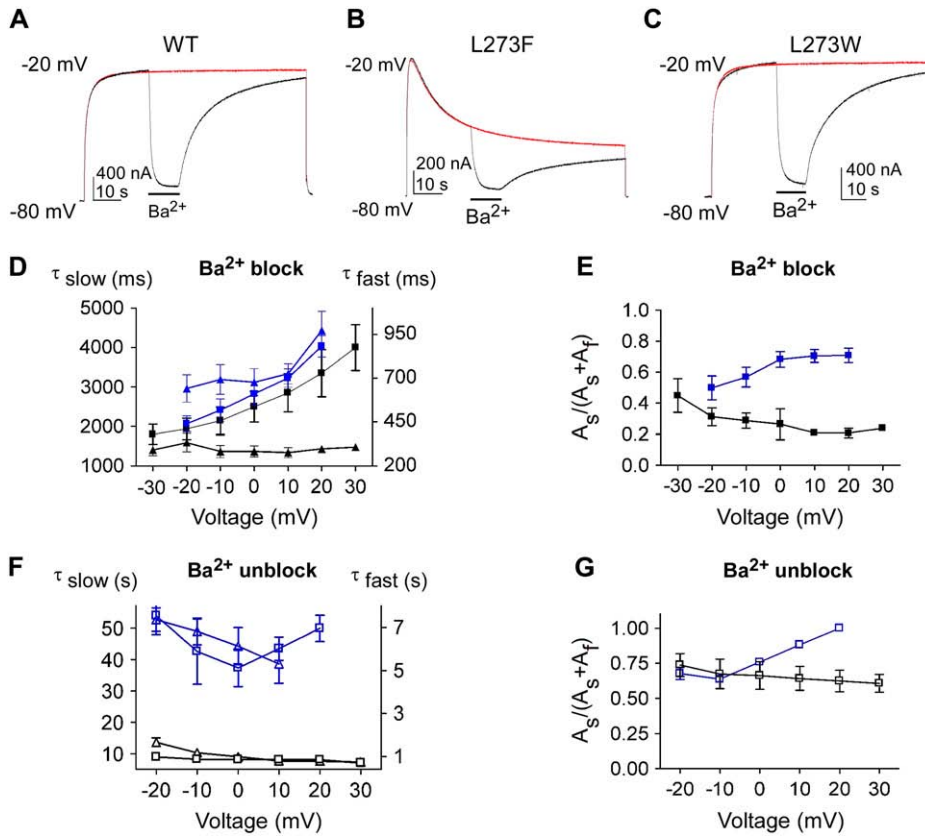 A
WT
-20 mV
400 nA
10 s
-80 mV
Ba2+
B
L273F
-20 mV
200 nA
10 s
-80 mV
Ba2+
C
L273W
-20 mV
400 nA
10 s
-80 mV
Ba2+
D
τ slow (ms)
Ba2+ block
τ fast (ms)
5000
4000
3000
2000
1000
950
700
450
200
-30 -20 -10 0 10 20 30
Voltage (mV)
E
Ba2+ block
As/(As+Af)
1.0
0.8
0.6
0.4
0.2
0.0
-30 -20 -10 0 10 20 30
Voltage (mV)
F
τ slow (s)
Ba2+ unblock
τ fast (s)
50
40
30
20
10
7
5
3
1
-20 -10 0 10 20 30
Voltage (mV)
G
Ba2+ unblock
As/(As+Af)
1.00
0.75
0.50
0.25
0.00
-20 -10 0 10 20 30
Voltage (mV)